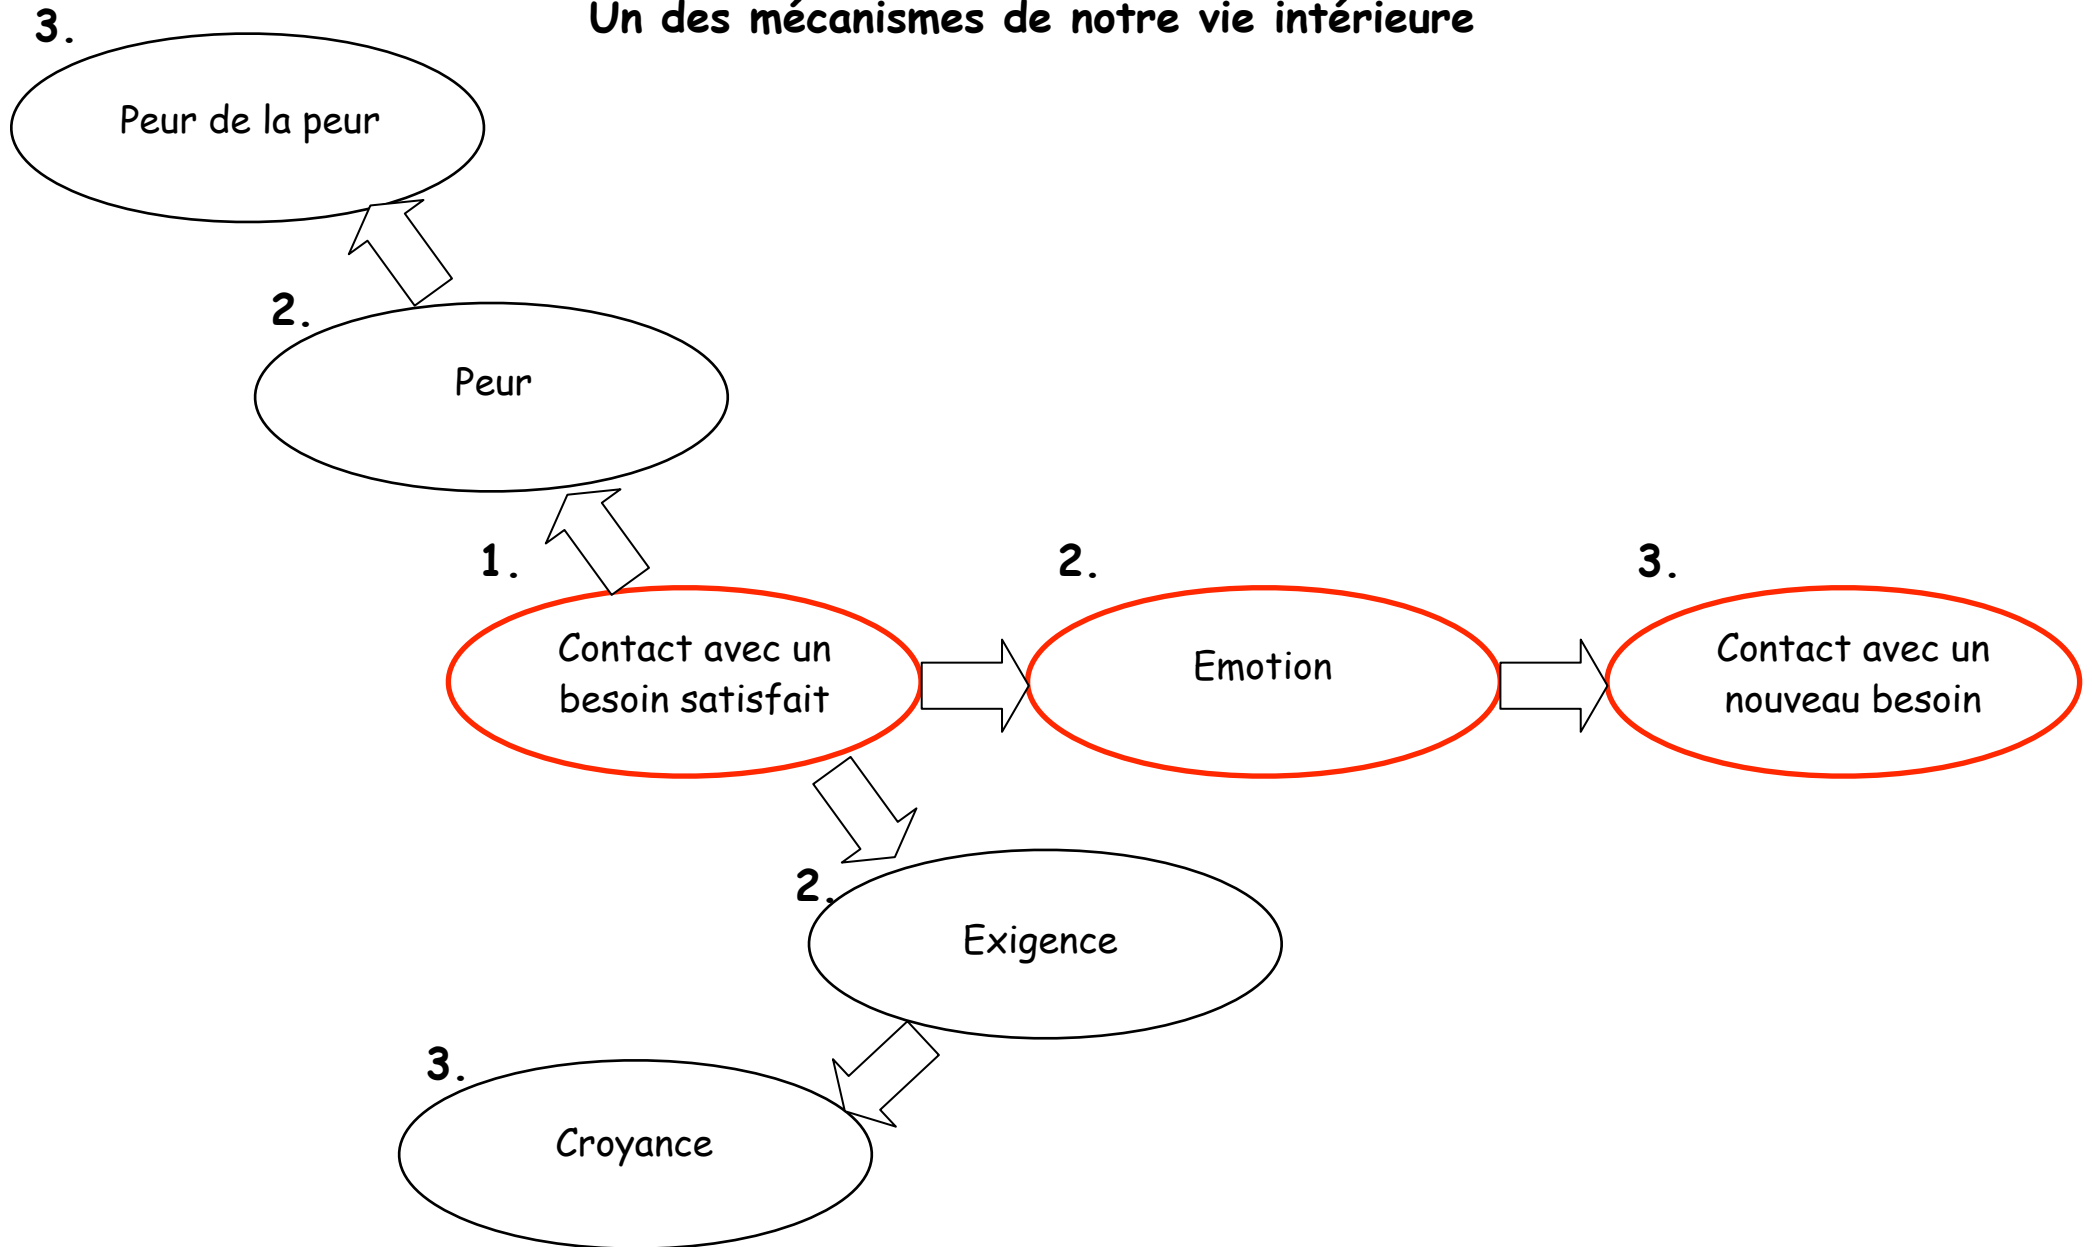 Un des mécanismes de notre vie intérieure
3.
Peur de la peur
2.
Peur
1.
Contact avec un
besoin satisfait
2.
Emotion
3.
Contact avec un
nouveau besoin
2.
Exigence
3.
Croyance